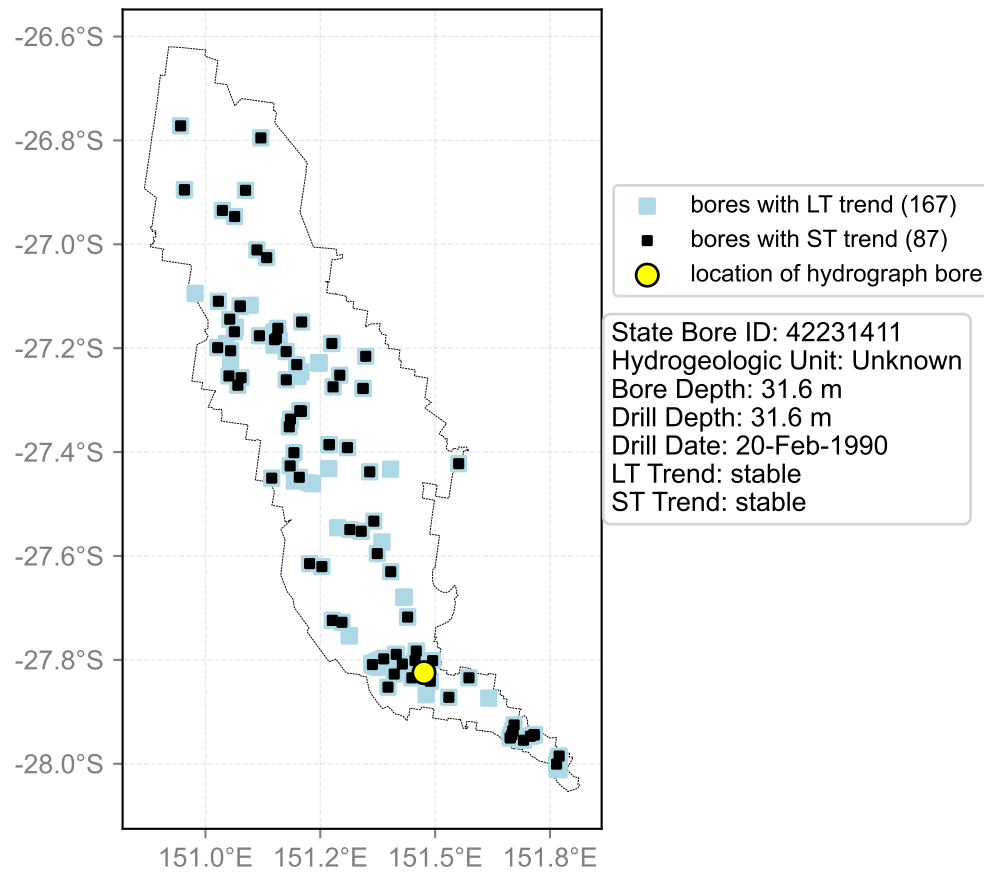 -26.6°S
-26.8°S
-27.0°S
-27.2°S
-27.4°S
-27.6°S
-27.8°S
-28.0°S
151.0°E
151.2°E
151.5°E
151.8°E
bores with LT trend (167)
bores with ST trend (87)
location of hydrograph bore
State Bore ID: 42231411
Hydrogeologic Unit: Unknown
Bore Depth: 31.6 m
Drill Depth: 31.6 m
Drill Date: 20-Feb-1990
LT Trend: stable
ST Trend: stable